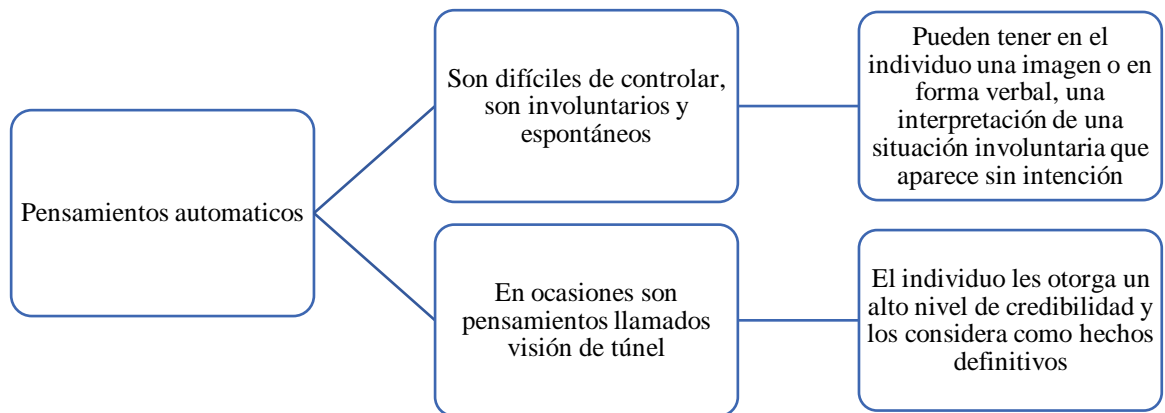 Pensamientos automaticos
Son difíciles de controlar,
son involuntarios y
espontáneos
Pueden tener en el
individuo una imagen o en
forma verbal, una
interpretación de una
situación involuntaria que
aparece sin intención
En ocasiones son
pensamientos llamados
visión de túnel
El individuo les otorga un
alto nivel de credibilidad y
los considera como hechos
definitivos